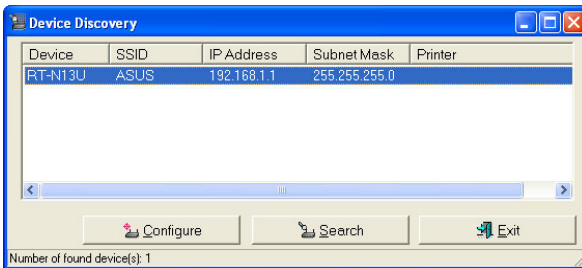 Device Discovery
Device SSID IP Address Subnet Mask Printer
RT-N13U ASUS 192.168.1.1 255.255.255.0
Configure Search Exit
Number of found device(s): 1